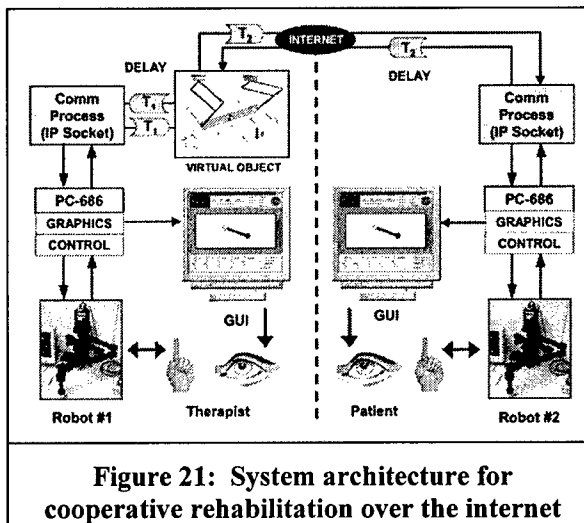 T2
INTERNET
T2
DELAY
DELAY
Comm
Process
(IP Socket)
T1
T1
VIRTUAL OBJECT
Comm
Process
(IP Socket)
PC-686
GRAPHICS
CONTROL
PC-686
GRAPHICS
CONTROL
GUI
GUI
Robot #1
Therapist
Patient
Robot #2
Figure 21: System architecture for
cooperative rehabilitation over the internet